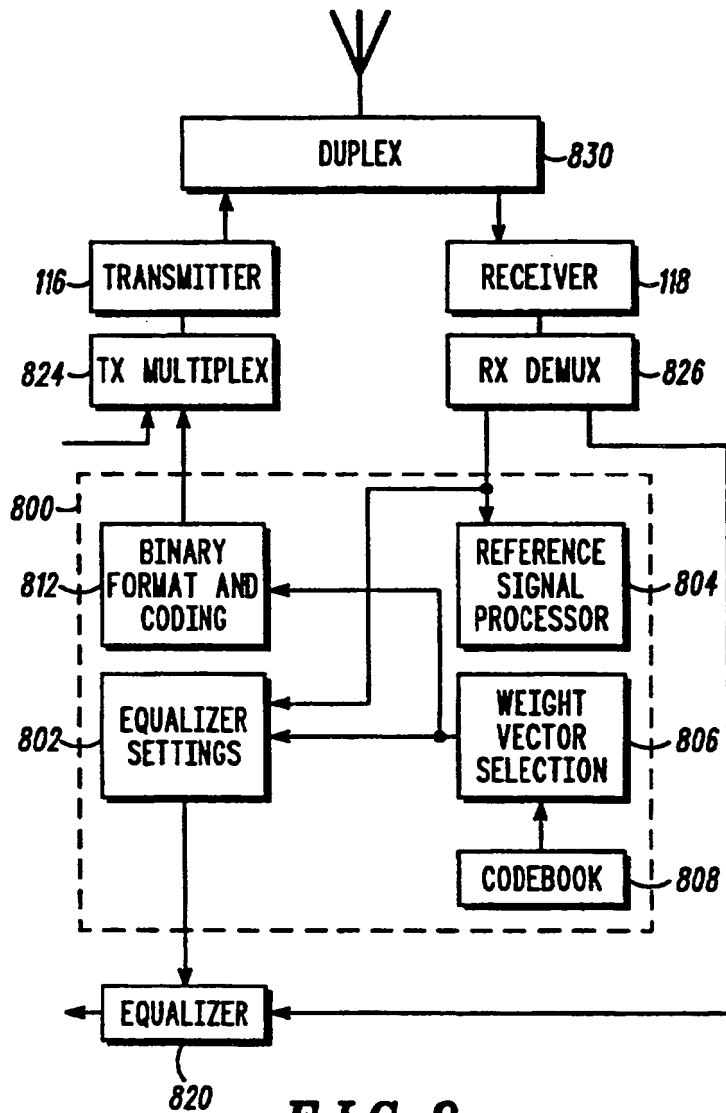 DUPLEX
830
116
TRANSMITTER
RECEIVER
118
824
TX MULTIPLEX
RX DEMUX
826
800
812
BINARY
FORMAT AND
CODING
REFERENCE
SIGNAL
PROCESSOR
804
802
EQUALIZER
SETTINGS
WEIGHT
VECTOR
SELECTION
806
CODEBOOK
808
EQUALIZER
820